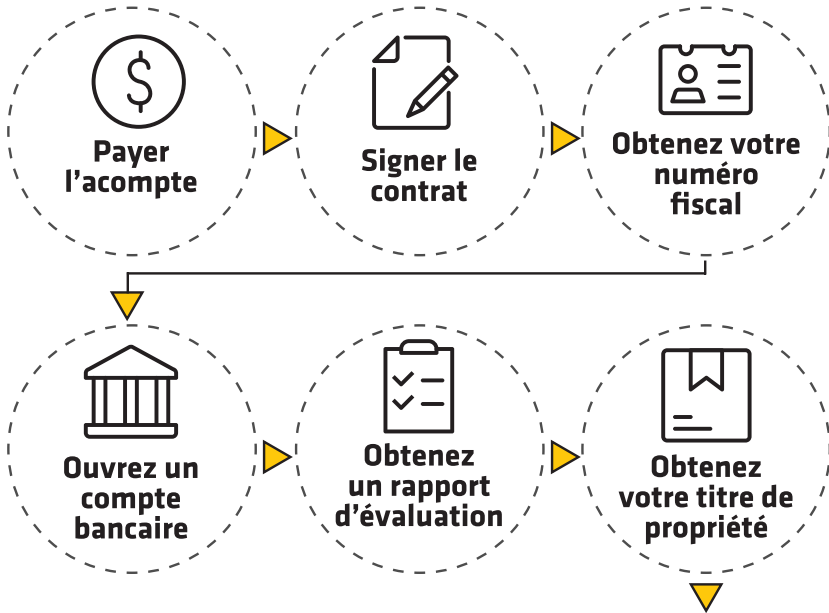 Payer
l'acompte
Signer le
contrat
Obtenez votre
numéro
fiscal
Ouvrez un
compte
bancaire
Obtenez
un rapport
d'évaluation
Obtenez
votre titre de
propriété